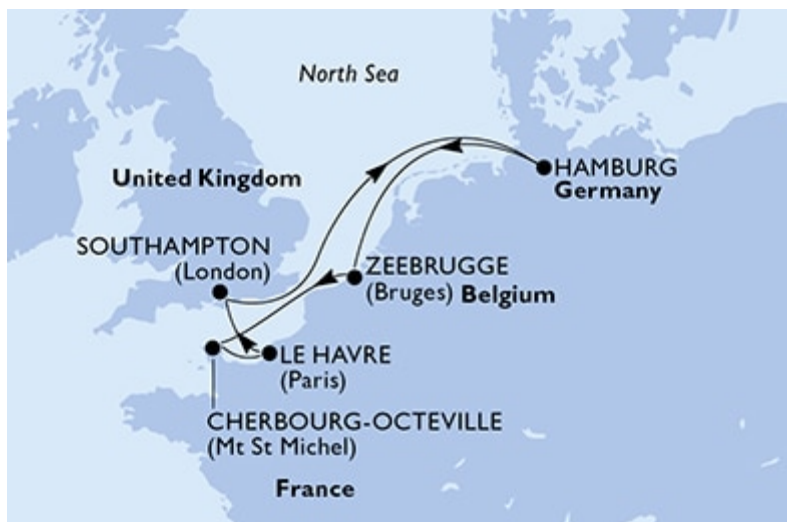 North Sea
United Kingdom
HAMBURG
Germany
SOUTHAMPTON
(London)
ZEEBRUGGE
(Bruges) Belgium
LE HAVRE
(Paris)
CHERBOURG-OCTEVILLE
(Mt St Michel)
France